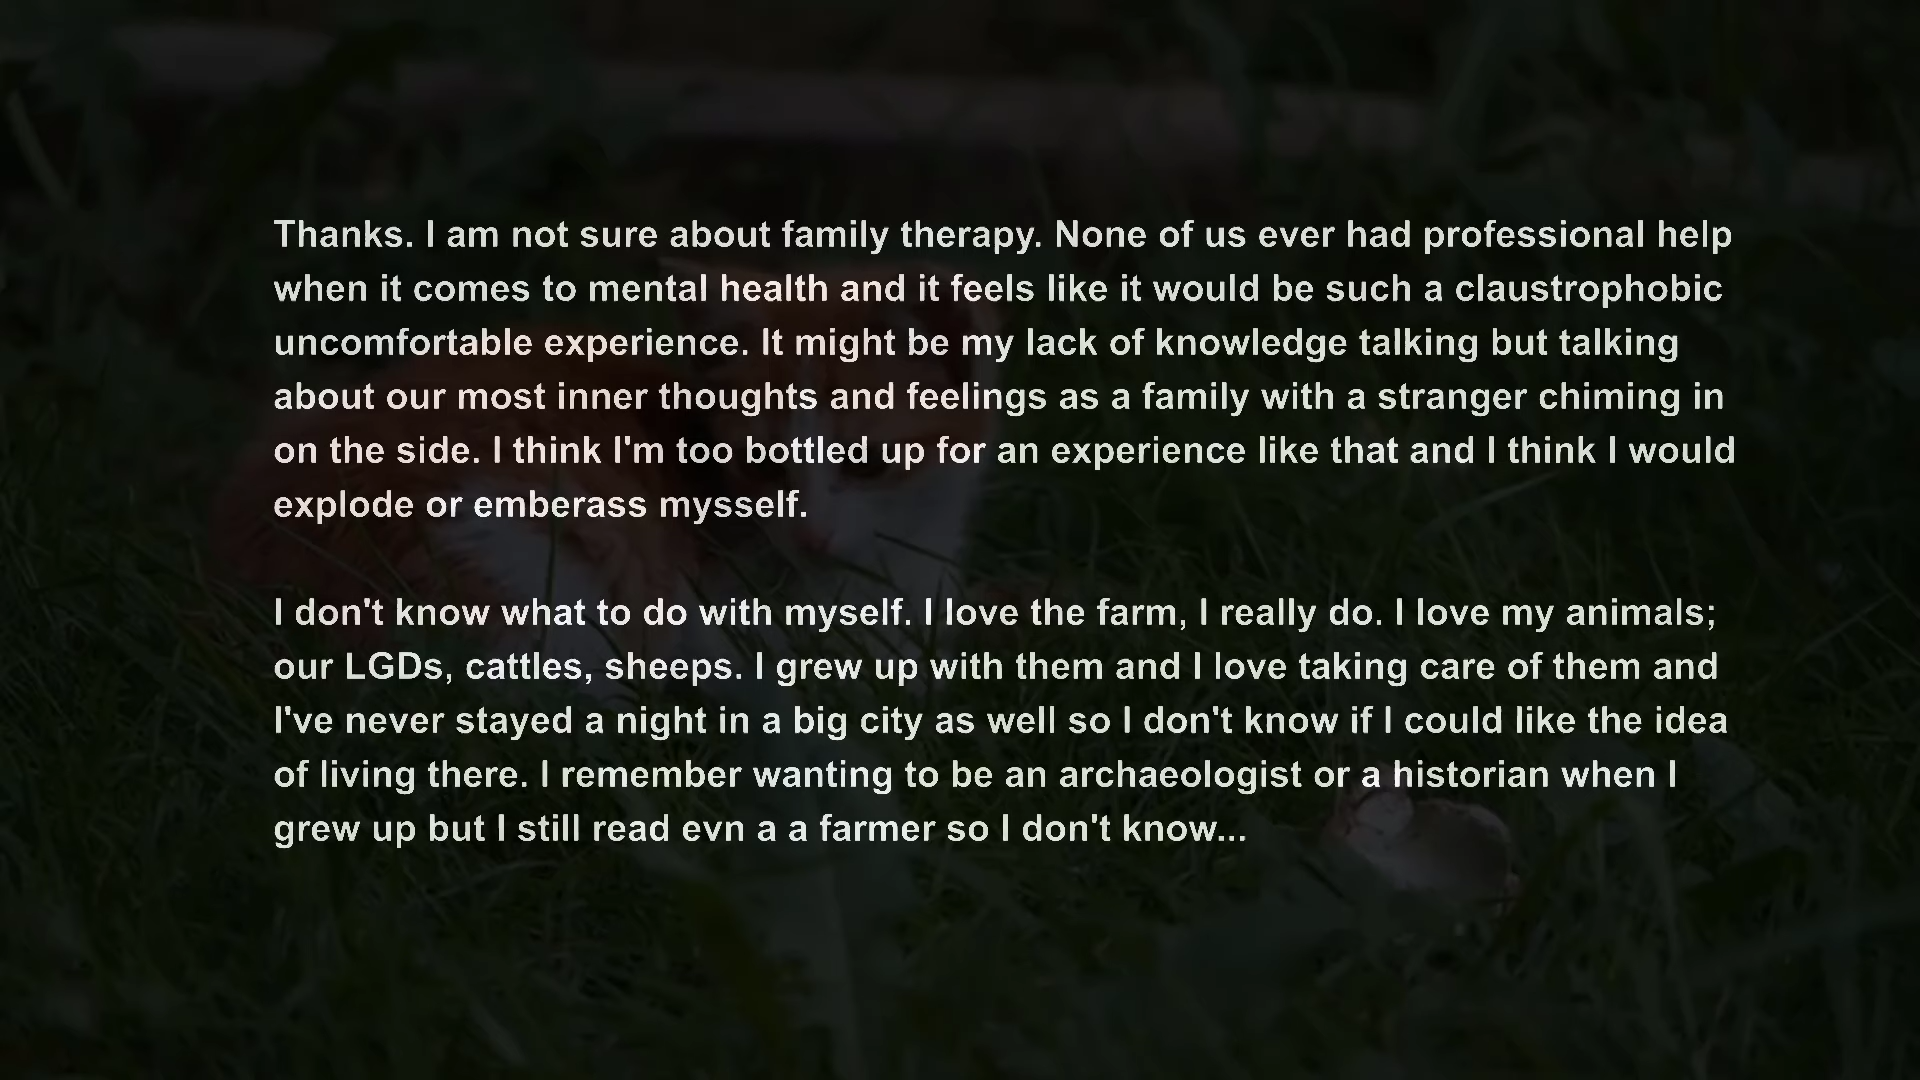 Thanks. I am not sure about family therapy. None of us ever had professional help
when it comes to mental health and it feels like it would be such a claustrophobic
uncomfortable experience. It might be my lack of knowledge talking but talking
about our most inner thoughts and feelings as a family with a stranger chiming in
on the side. I think I'm too bottled up for an experience like that and I think I would
explode or emberass mysself.
I don't know what to do with myself. I love the farm, I really do. I love my animals;
our LGDs, cattles, sheeps. I grew up with them and I love taking care of them and
I've never stayed a night in a big city as well so I don't know if I could like the idea
of living there. I remember wanting to be an archaeologist or a historian when I
grew up but I still read evn a a farmer so I don't know...